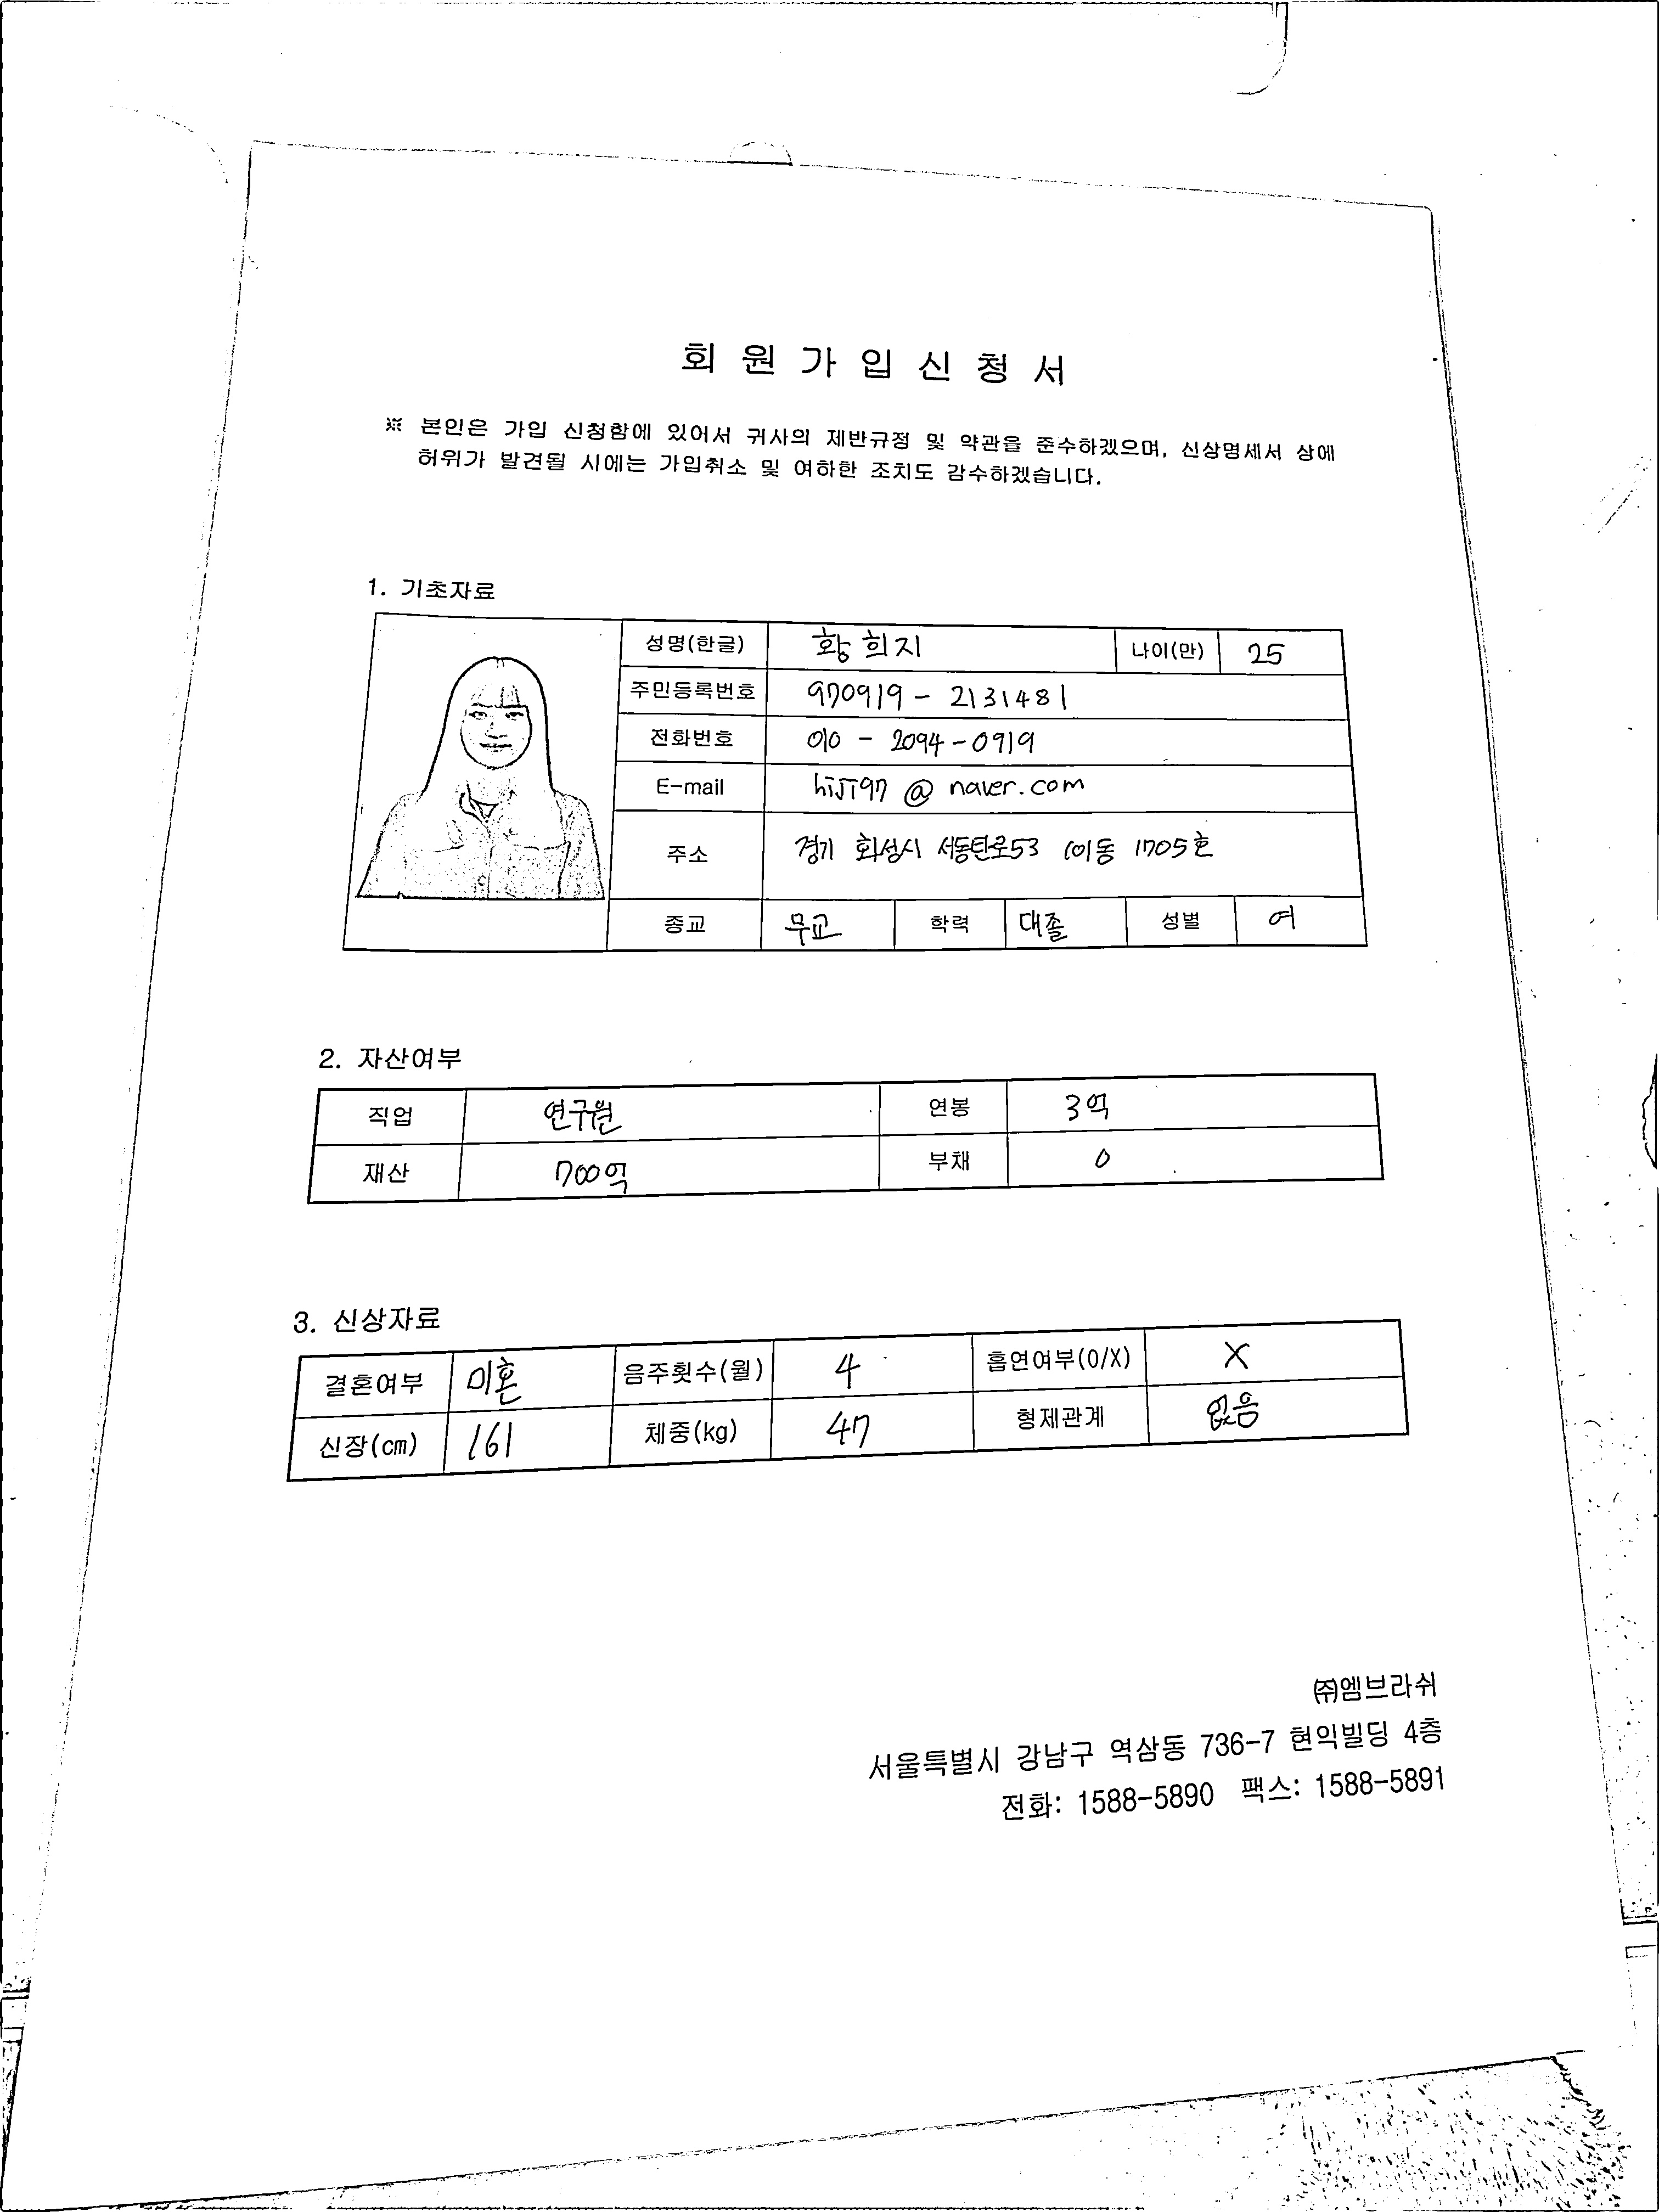 회 원 가 입 신 청 서
※ 본인은 가입 신청함에 있어서 귀사의 제반규정 및 약관을 준수하겠으며, 신상명세서 상에
허위가 발견될 시에는 가입취소 및 여하한 조치도 감수하겠습니다.
1. 기초자료
성명(한글) 황희지 나이(만) 25
주민등록번호 970919 - 2131481
전화번호 010 - 2094 - 0919
E-mail hiji97 @ naver.com
주소 경기 화성시 서동탄로53 101동 1705호
종교 무교 학력 대졸 성별 여
2. 자산여부
직업 연구원 연봉 3억
재산 700억 부채 0
3. 신상자료
결혼여부 미혼 음주횟수(월) 4 흡연여부(O/X) X
신장(cm) 161 체중(kg) 47 형제관계 없음
㈜엠브라쉬
서울특별시 강남구 역삼동 736-7 현익빌딩 4층
전화: 1588-5890 팩스: 1588-5891